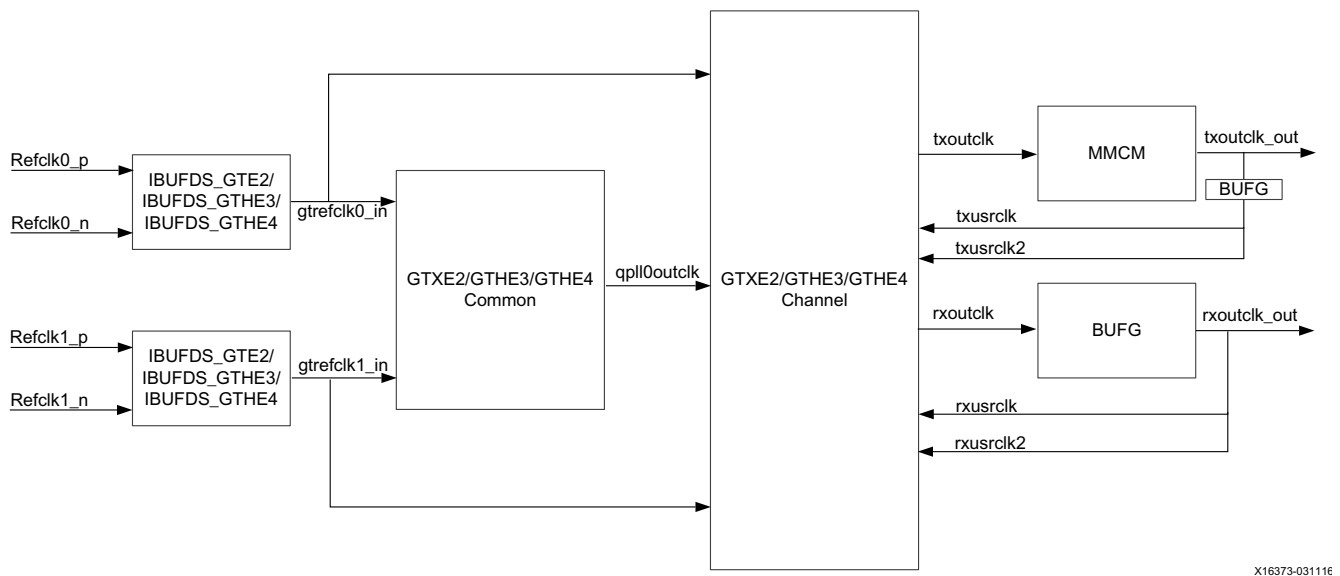 Refclk0_p
Refclk0_n
IBUFDS_GTE2/
IBUFDS_GTHE3/
IBUFDS_GTHE4
gtrefclk0_in
Refclk1_p
Refclk1_n
IBUFDS_GTE2/
IBUFDS_GTHE3/
IBUFDS_GTHE4
gtrefclk1_in
GTXE2/GTHE3/GTHE4
Common
qpll0outclk
GTXE2/GTHE3/GTHE4
Channel
txoutclk
MMCM
txoutclk_out
BUFG
txusrclk
txusrclk2
rxoutclk
BUFG
rxoutclk_out
rxusrclk
rxusrclk2
X16373-031116